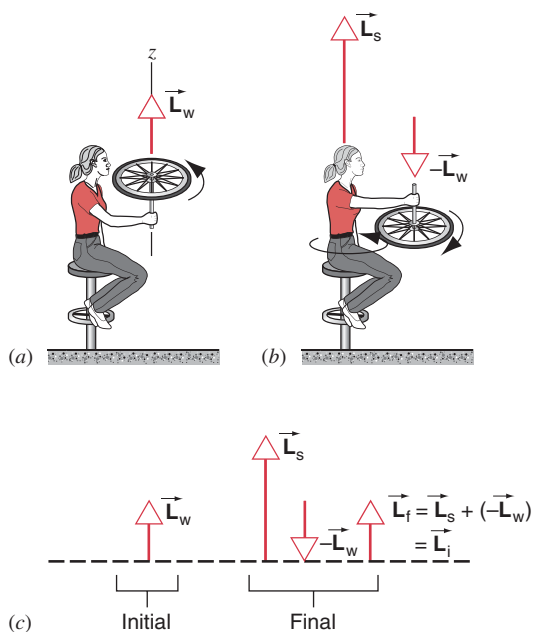 z
L⃗w
(a)
L⃗s
−L⃗w
(b)
L⃗s
L⃗w
−L⃗w
L⃗f = L⃗s + (−L⃗w)
= L⃗i
Initial
Final
(c)